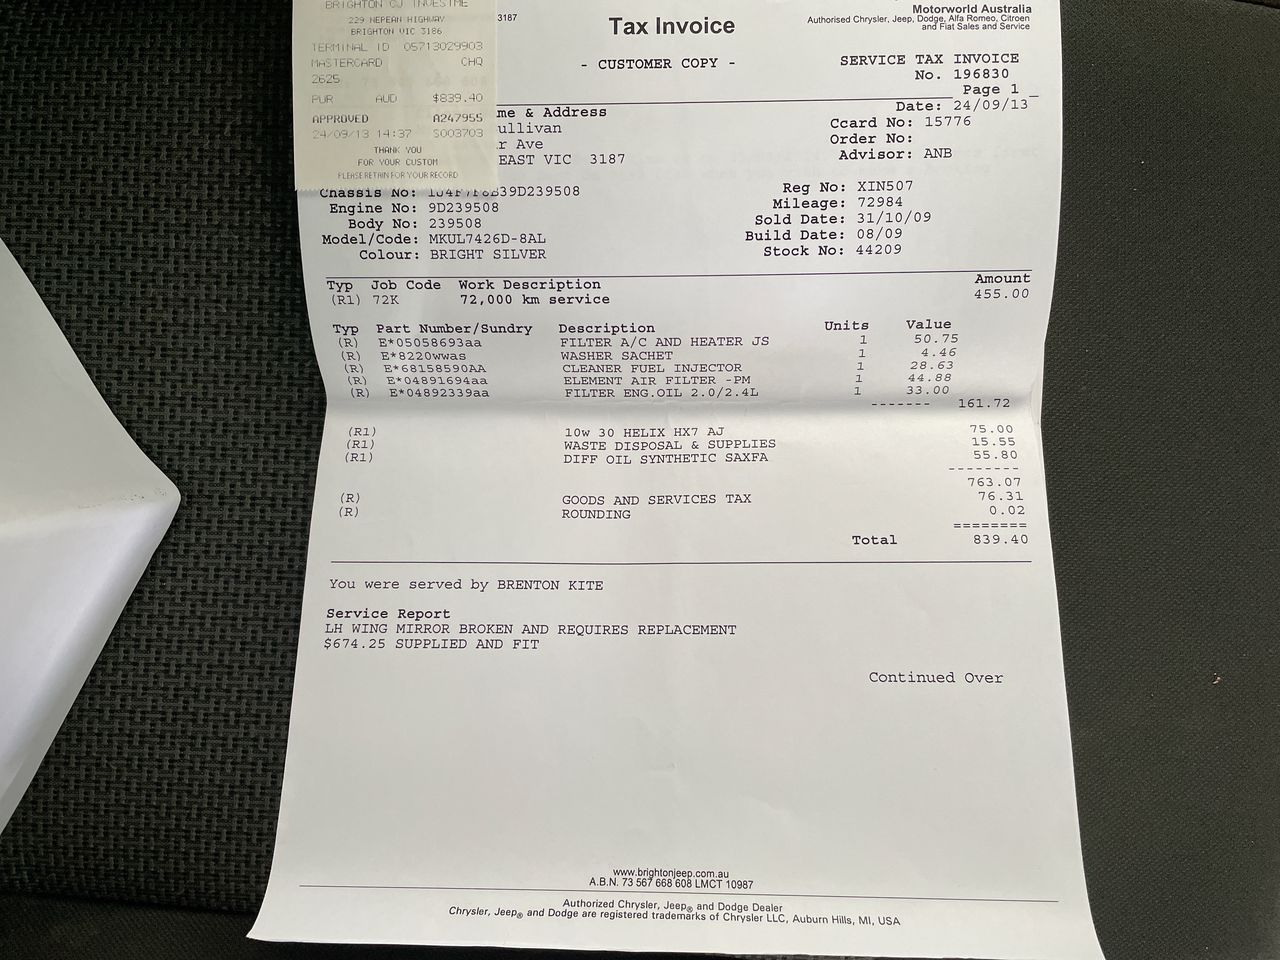 BRIGHTON CJ INVESTME
229 NEPEAN HIGHWAY
BRIGHTON VIC 3186
TERMINAL ID 05713029903
MASTERCARD CHQ
2625
PUR AUD $839.40
APPROVED A247955
24/09/13 14:37 S003703
THANK YOU
FOR YOUR CUSTOM
PLEASE RETAIN FOR YOUR RECORD
3187
Tax Invoice
Motorworld Australia
Authorised Chrysler, Jeep, Dodge, Alfa Romeo, Citroen
and Fiat Sales and Service
- CUSTOMER COPY -
SERVICE TAX INVOICE
No. 196830
Page 1
me & Address
Date: 24/09/13
ullivan
Ccard No: 15776
r Ave
Order No:
EAST VIC 3187
Advisor: ANB
Chassis No:
Reg No: XIN507
Engine No: 9D239508
Mileage: 72984
Body No: 239508
Sold Date: 31/10/09
Model/Code: MKUL7426D-8AL
Build Date: 08/09
Colour: BRIGHT SILVER
Stock No: 44209
Typ Job Code Work Description Amount
(R1) 72K 72,000 km service 455.00
Typ Part Number/Sundry Description Units Value
(R) E*05058693aa FILTER A/C AND HEATER JS 1 50.75
(R) E*8220wwas WASHER SACHET 1 4.46
(R) E*68158590AA CLEANER FUEL INJECTOR 1 28.63
(R) E*04891694aa ELEMENT AIR FILTER -PM 1 44.88
(R) E*04892339aa FILTER ENG.OIL 2.0/2.4L 1 33.00
------- 161.72
(R1) 10w 30 HELIX HX7 AJ 75.00
(R1) WASTE DISPOSAL & SUPPLIES 15.55
(R1) DIFF OIL SYNTHETIC SAXFA 55.80
--------
763.07
(R) GOODS AND SERVICES TAX 76.31
(R) ROUNDING 0.02
========
Total 839.40
You were served by BRENTON KITE
Service Report
LH WING MIRROR BROKEN AND REQUIRES REPLACEMENT
$674.25 SUPPLIED AND FIT
Continued Over
www.brightonjeep.com.au
A.B.N. 73 567 668 608 LMCT 10987
Authorized Chrysler, Jeep® and Dodge Dealer
Chrysler, Jeep® and Dodge are registered trademarks of Chrysler LLC, Auburn Hills, MI, USA